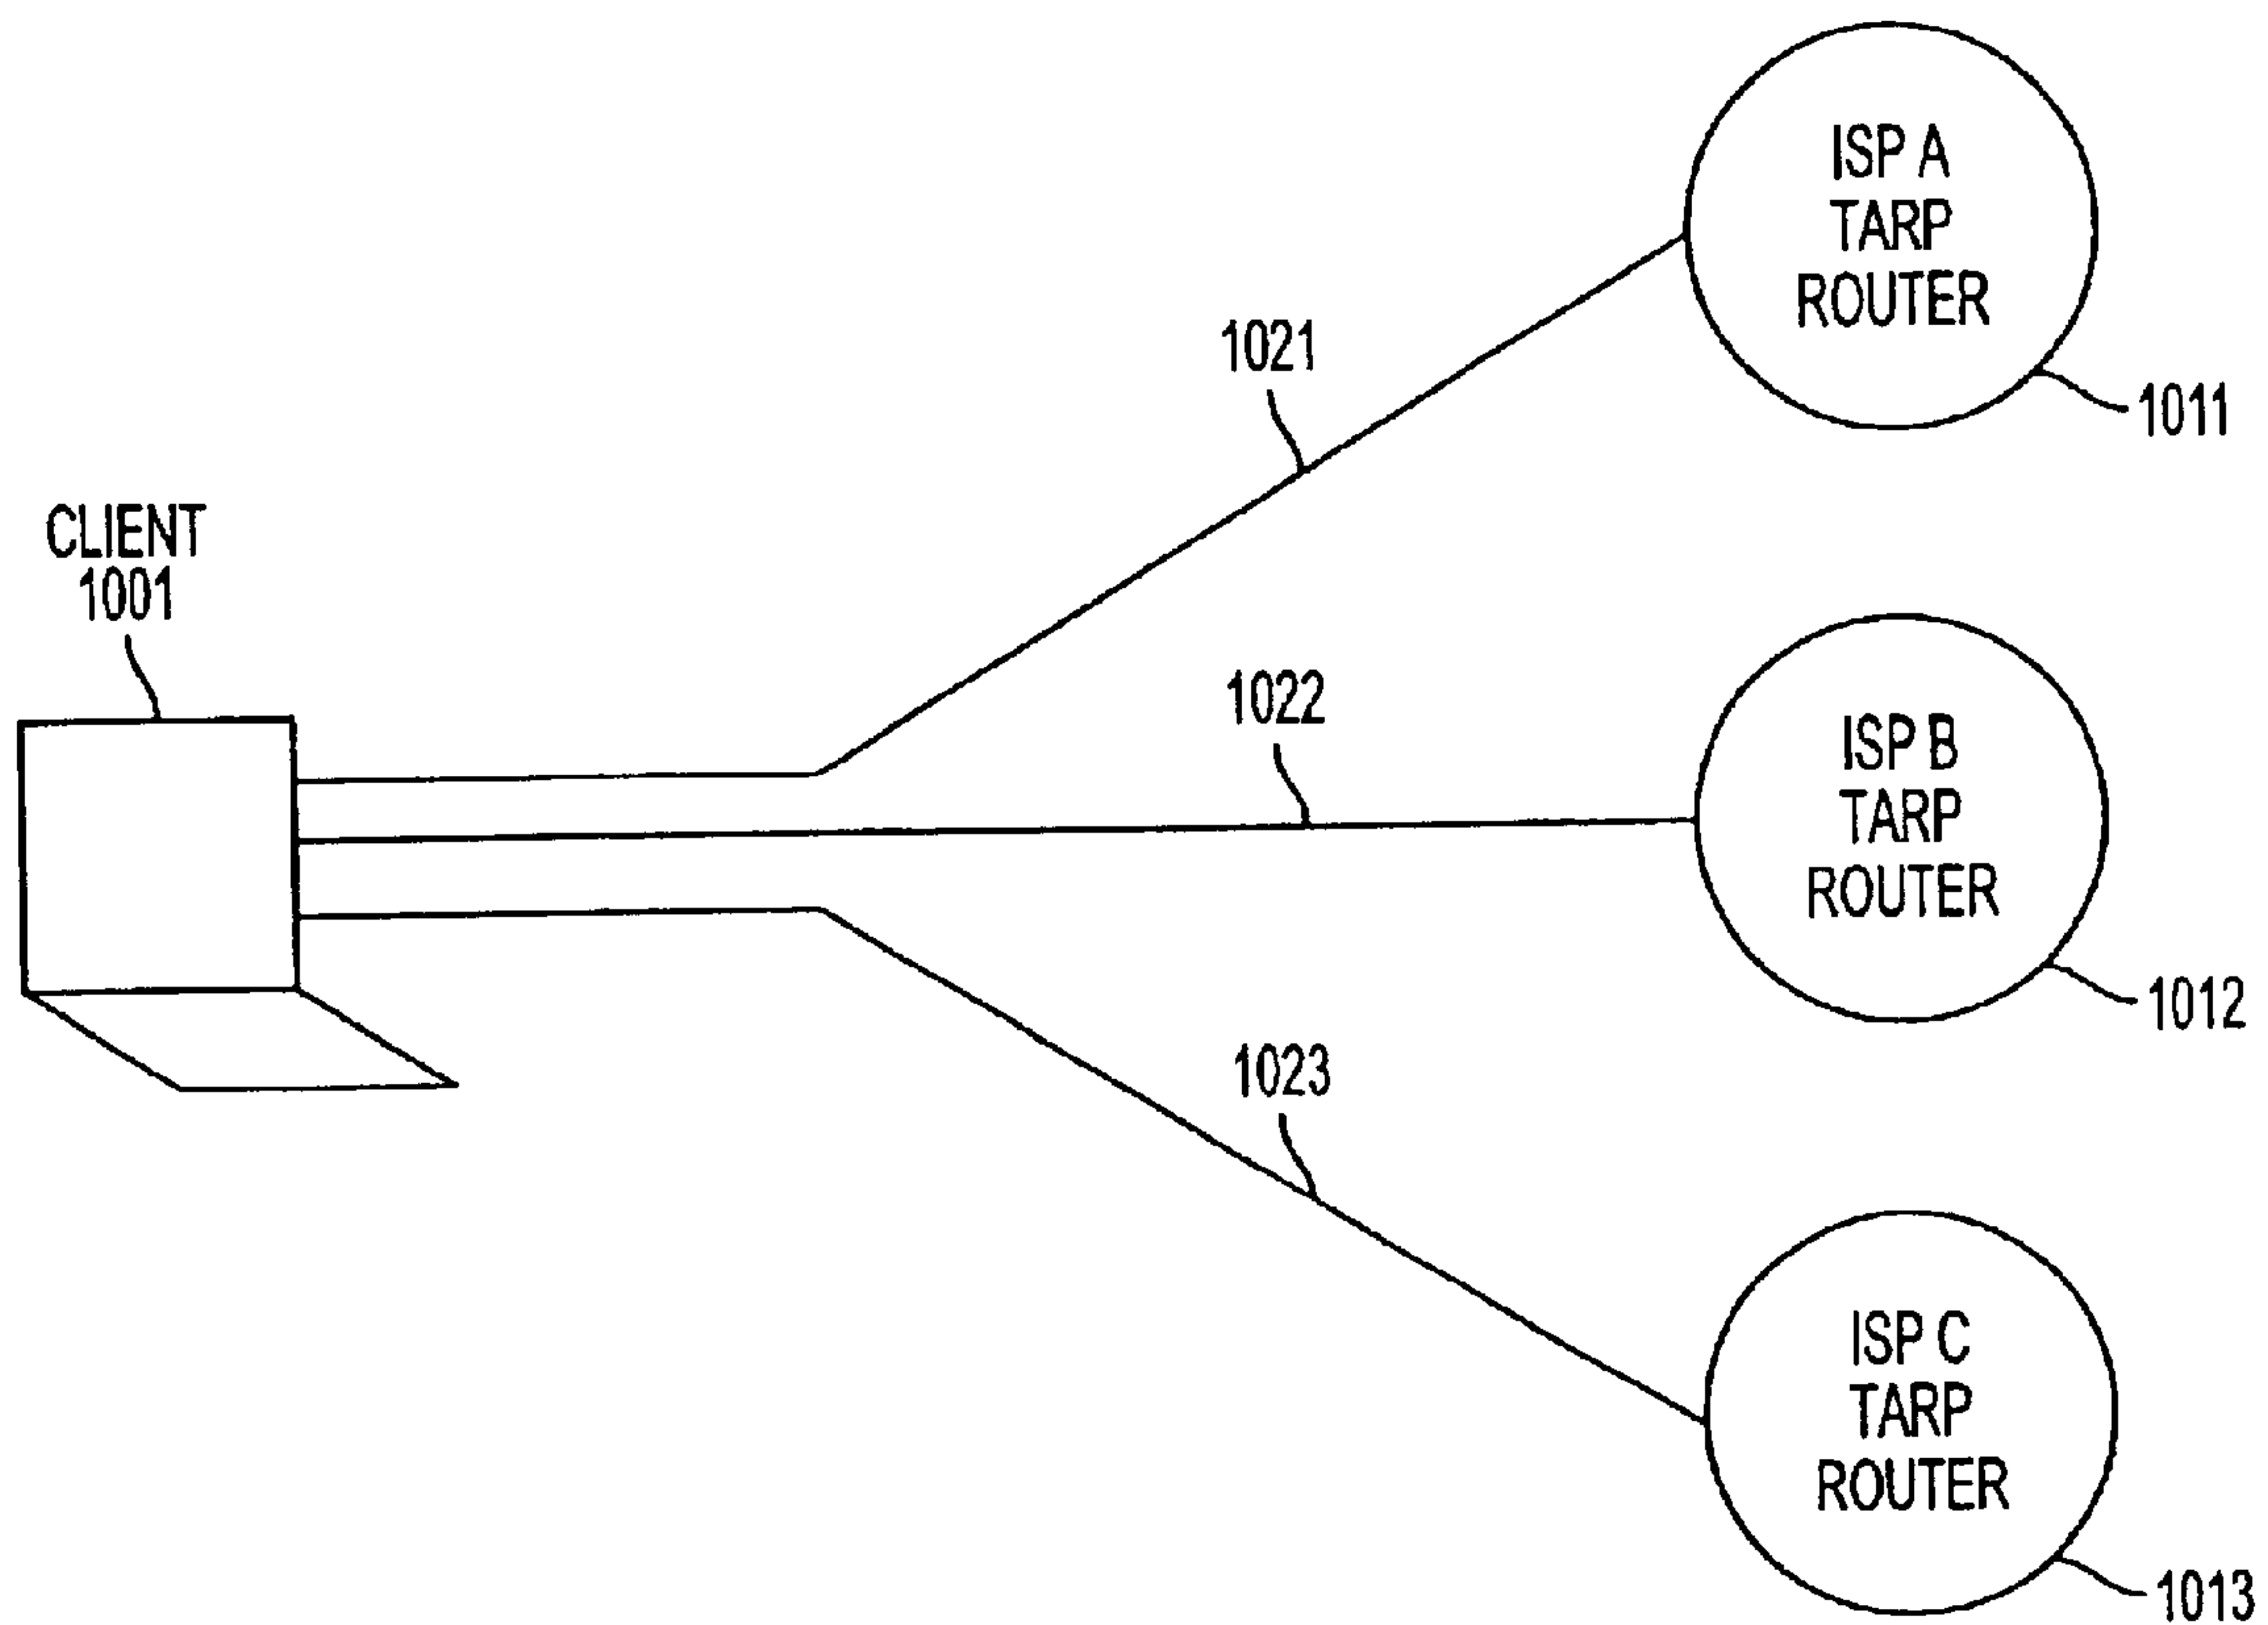 ISP A
TARP
ROUTER
1011
1021
CLIENT
1001
1022
ISP B
TARP
ROUTER
1012
1023
ISP C
TARP
ROUTER
1013